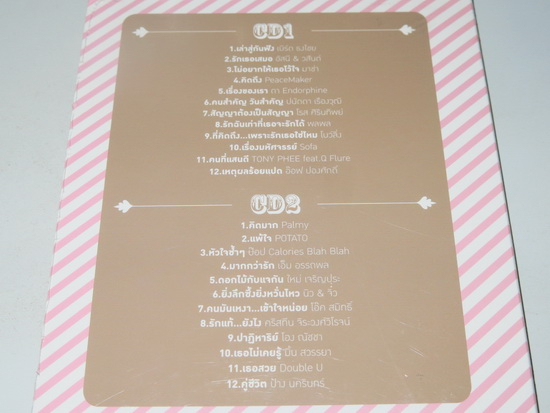 CD1
1.เล่าสู่กันฟัง เบิร์ด ธงไชย
2.รักเธอเสมอ อัสนี & วสันต์
3.ไม่อยากให้เธอไว้ใจ มาช่า
4.คิดถึง PeaceMaker
5.เรื่องของเรา ดา Endorphine
6.คนสำคัญ วันสำคัญ ปนัดดา เรืองวุฒิ
7.สัญญาต้องเป็นสัญญา โรส ศิรินทิพย์
8.รักฉันเท่าที่เธอจะรักได้ พลพล
9.ที่คิดถึง...เพราะรักเธอใช่ไหม โบว์ลิ่ง
10.เรื่องมหัศจรรย์ Sofa
11.คนที่แสนดี TONY PHEE feat.Q Flure
12.เหตุผลร้อยแปด อ๊อฟ ปองศักดิ์
CD2
1.คิดมาก Palmy
2.แพ้ใจ POTATO
3.หัวใจซ้ำๆ ป๊อป Calories Blah Blah
4.มากกว่ารัก เอ็ม อรรถพล
5.ดอกไม้กับแจกัน ใหม่ เจริญปุระ
6.ยิ่งลึกซึ้งยิ่งหวั่นไหว นิว & จิ๋ว
7.คนมันเหงา...เข้าใจหน่อย โอ๊ค สมิทธิ์
8.รักแท้...ยังไง คริสติน จิระวงศ์วิโรจน์
9.ปาฏิหาริย์ โฮม ณัชชา
10.เธอไม่เคยรู้ มิ้น สวรรยา
11.เธอสวย Double U
12.คู่ชีวิต ป้าง นครินทร์